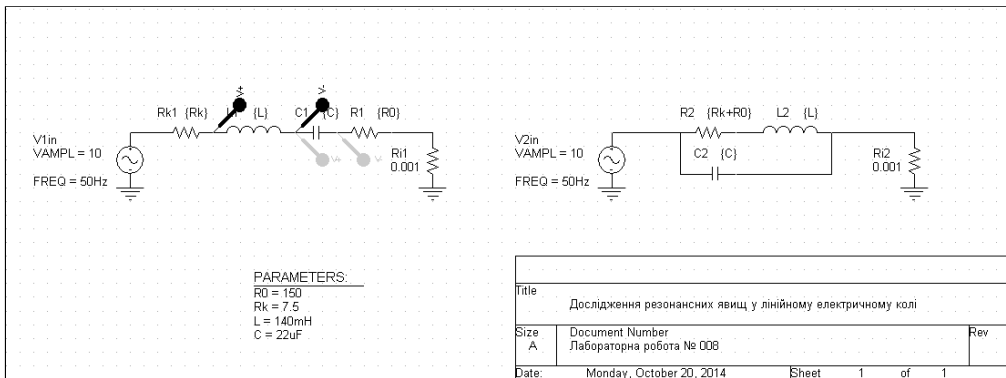 Rk1 {Rk}
{L}
C1 {C}
R1 {R0}
V1in
VAMPL = 10
FREQ = 50Hz
Ri1
0.001
R2 {Rk+R0}
L2 {L}
C2 {C}
V2in
VAMPL = 10
FREQ = 50Hz
Ri2
0.001
PARAMETERS:
R0 = 150
Rk = 7.5
L = 140mH
C = 22uF
Title
Дослідження резонансних явищ у лінійному електричному колі
Size
A
Document Number
Лабораторна робота № 008
Rev
Date: Monday, October 20, 2014 Sheet 1 of 1